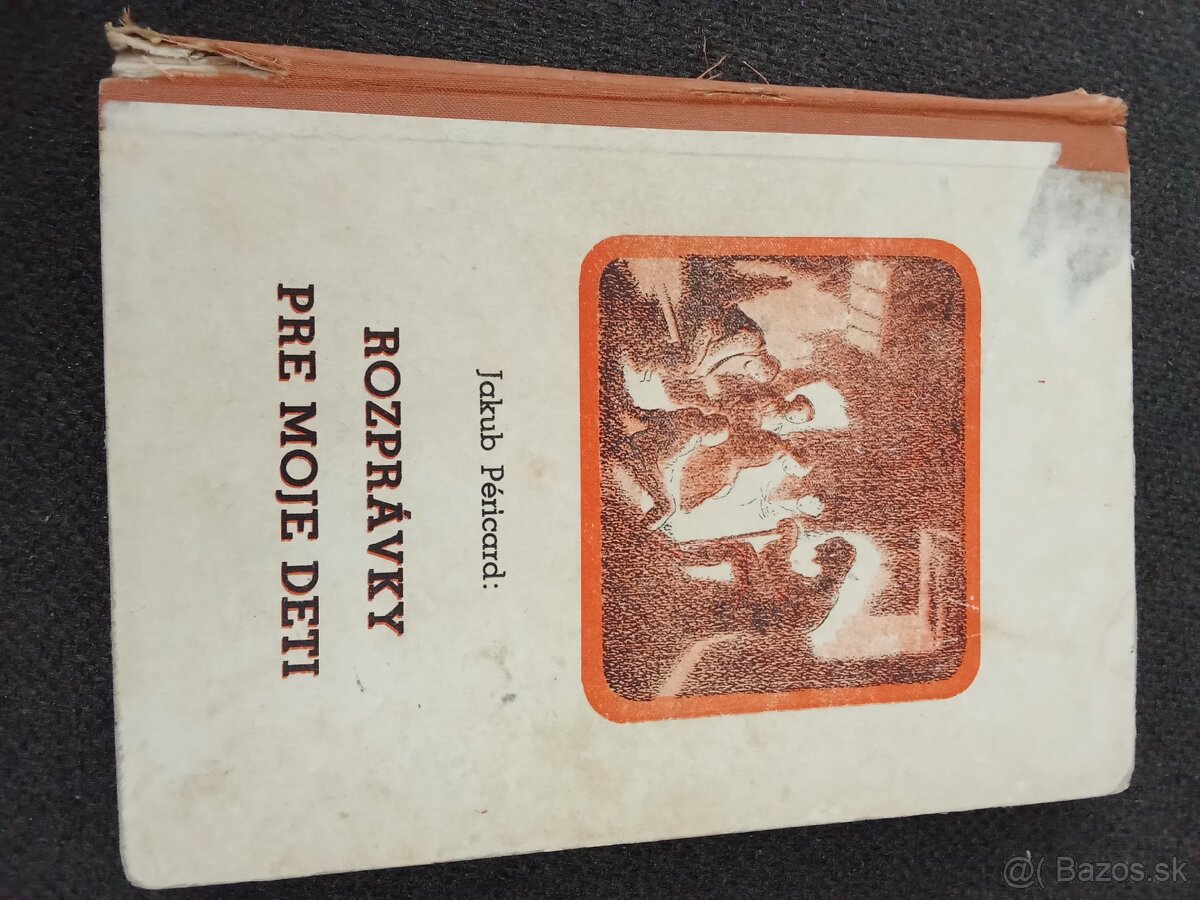 Jakub Péricard:
ROZPRÁVKY
PRE MOJE DETI
@( Bazos.sk